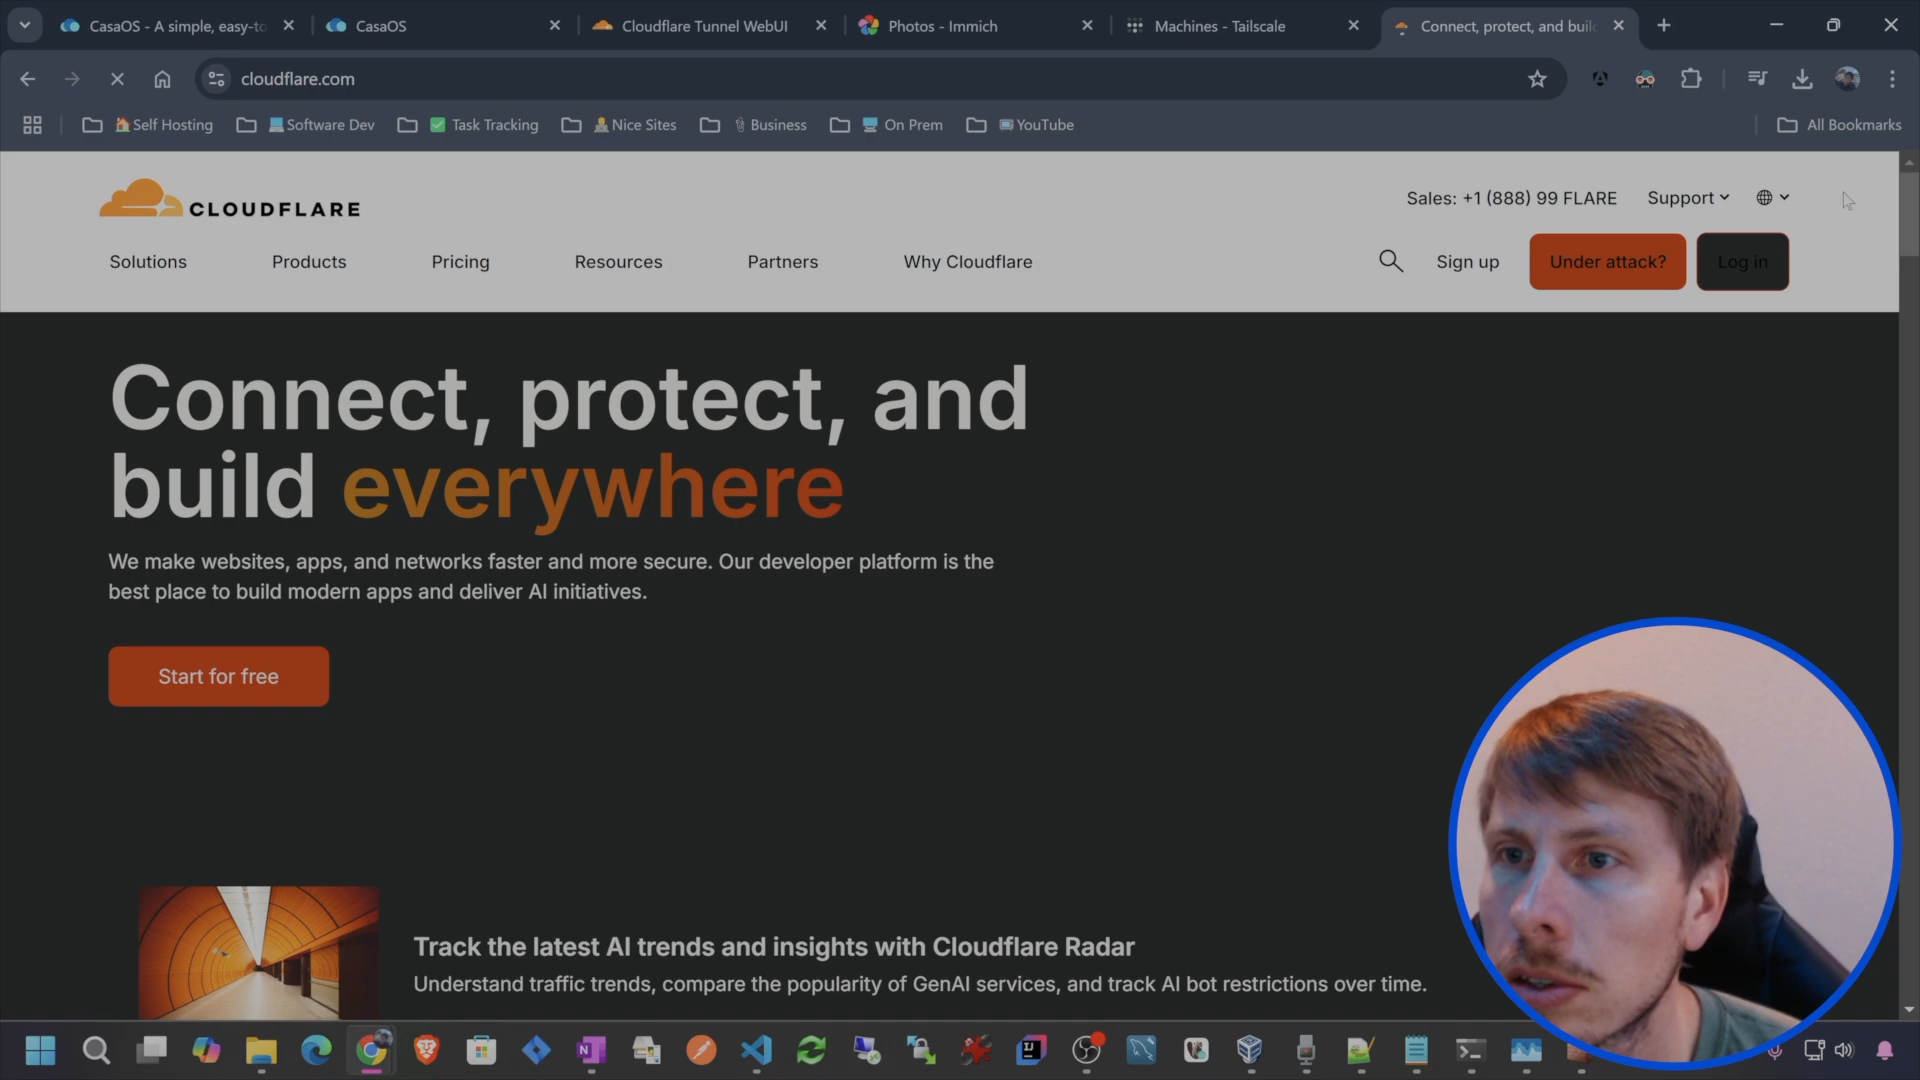 CasaOS - A simple, easy-to
CasaOS
Cloudflare Tunnel WebUI
Photos - Immich
Machines - Tailscale
Connect, protect, and buil
cloudflare.com
Self Hosting
Software Dev
Task Tracking
Nice Sites
Business
On Prem
YouTube
All Bookmarks
CLOUDFLARE
Sales: +1 (888) 99 FLARE
Support
Solutions
Products
Pricing
Resources
Partners
Why Cloudflare
Sign up
Under attack?
Log in
Connect, protect, and
build everywhere
We make websites, apps, and networks faster and more secure. Our developer platform is the
best place to build modern apps and deliver AI initiatives.
Start for free
Track the latest AI trends and insights with Cloudflare Radar
Understand traffic trends, compare the popularity of GenAI services, and track AI bot restrictions over time.